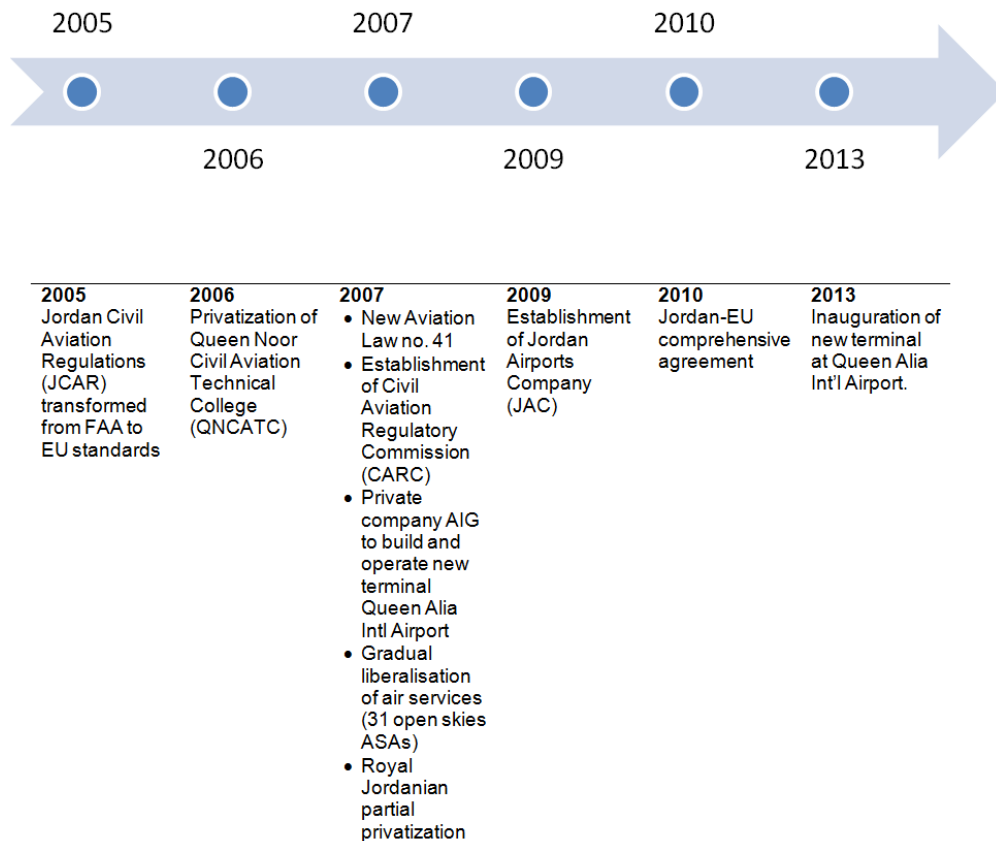 2005
2007
2010
2006
2009
2013
2005
Jordan Civil
Aviation
Regulations
(JCAR)
transformed
from FAA to
EU standards
2006
Privatization of
Queen Noor
Civil Aviation
Technical
College
(QNCATC)
2007
• New Aviation
Law no. 41
• Establishment
of Civil
Aviation
Regulatory
Commission
(CARC)
• Private
company AIG
to build and
operate new
terminal
Queen Alia
Intl Airport
• Gradual
liberalisation
of air services
(31 open skies
ASAs)
• Royal
Jordanian
partial
privatization
2009
Establishment
of Jordan
Airports
Company
(JAC)
2010
Jordan-EU
comprehensive
agreement
2013
Inauguration of
new terminal
at Queen Alia
Int'l Airport.